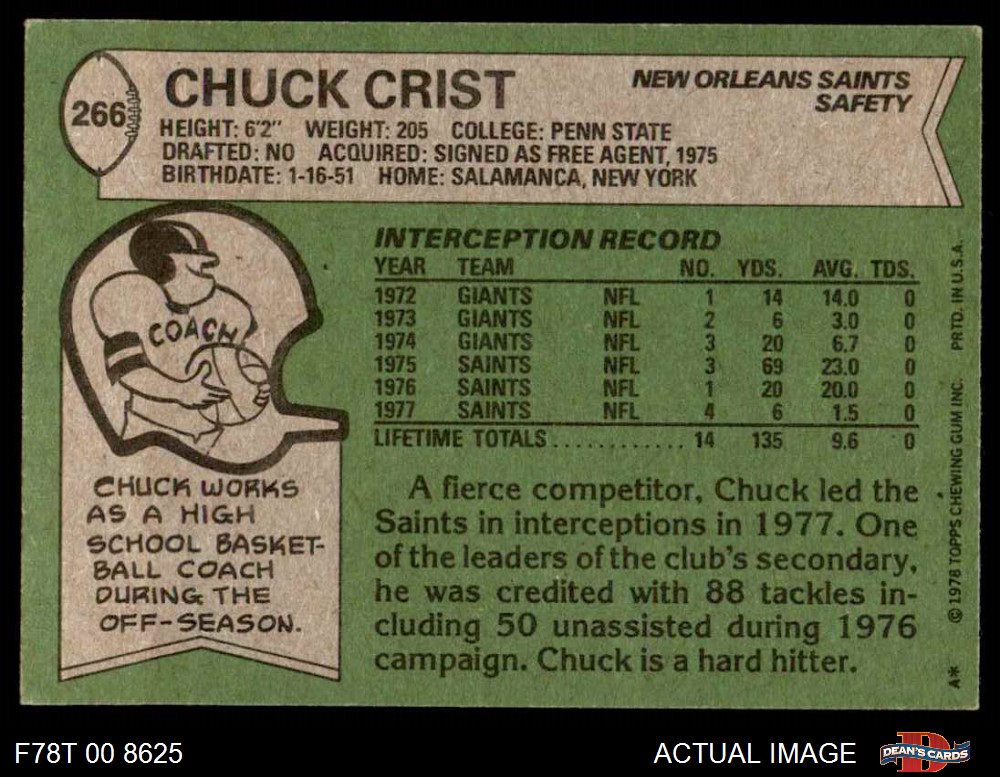 266
CHUCK CRIST
NEW ORLEANS SAINTS
SAFETY
HEIGHT: 6'2" WEIGHT: 205 COLLEGE: PENN STATE
DRAFTED: NO ACQUIRED: SIGNED AS FREE AGENT, 1975
BIRTHDATE: 1-16-51 HOME: SALAMANCA, NEW YORK
COACH
CHUCK WORKS
AS A HIGH
SCHOOL BASKET-
BALL COACH
DURING THE
OFF-SEASON.
INTERCEPTION RECORD
YEAR TEAM NO. YDS. AVG. TDS.
1972 GIANTS NFL 1 14 14.0 0
1973 GIANTS NFL 2 6 3.0 0
1974 GIANTS NFL 3 20 6.7 0
1975 SAINTS NFL 3 69 23.0 0
1976 SAINTS NFL 1 20 20.0 0
1977 SAINTS NFL 4 6 1.5 0
LIFETIME TOTALS............ 14 135 9.6 0
A fierce competitor, Chuck led the
Saints in interceptions in 1977. One
of the leaders of the club's secondary,
he was credited with 88 tackles in-
cluding 50 unassisted during 1976
campaign. Chuck is a hard hitter.
A* © 1978 TOPPS CHEWING GUM INC. PRTD. IN U.S.A.
F78T 00 8625
ACTUAL IMAGE
D
DEAN'S CARDS